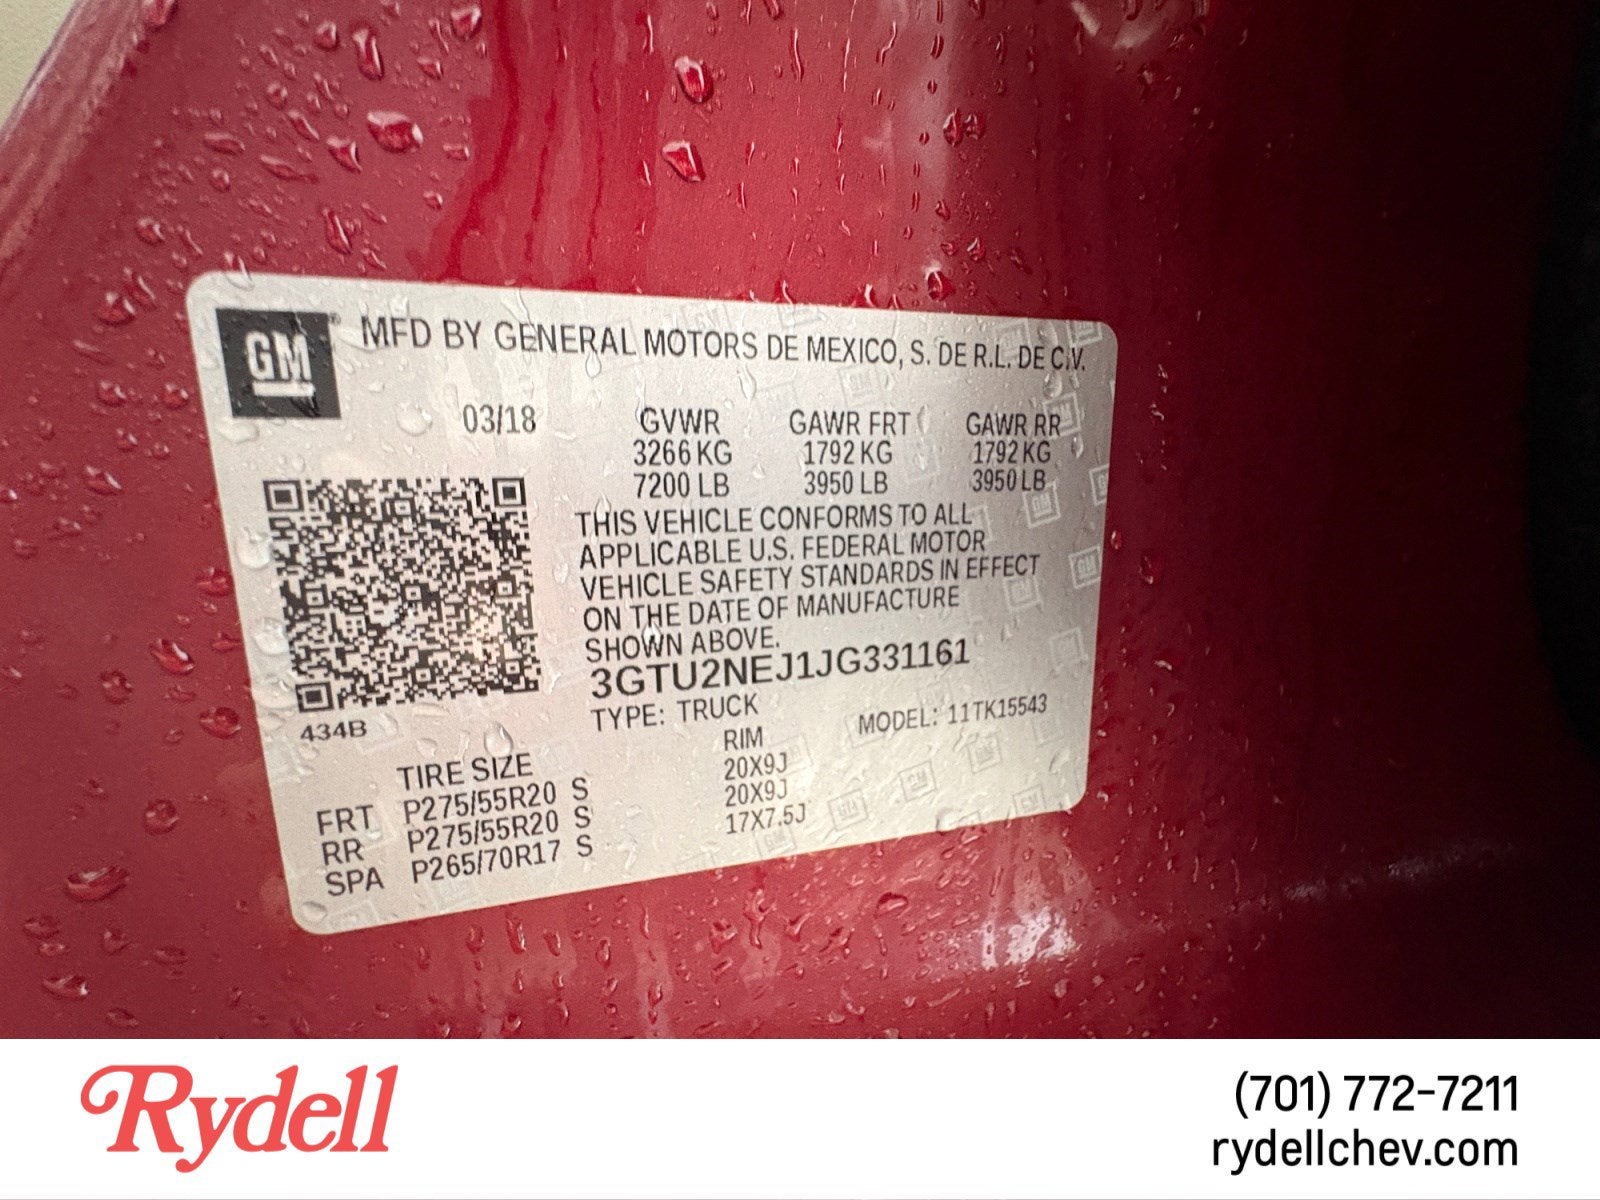 GM
MFD BY GENERAL MOTORS DE MEXICO, S. DE R.L. DE C.V.
03/18 GVWR GAWR FRT GAWR RR
3266 KG 1792 KG 1792 KG
7200 LB 3950 LB 3950 LB
THIS VEHICLE CONFORMS TO ALL
APPLICABLE U.S. FEDERAL MOTOR
VEHICLE SAFETY STANDARDS IN EFFECT
ON THE DATE OF MANUFACTURE
SHOWN ABOVE.
3GTU2NEJ1JG331161
434B TYPE: TRUCK MODEL: 11TK15543
TIRE SIZE RIM
FRT P275/55R20 S 20X9J
RR P275/55R20 S 20X9J
SPA P265/70R17 S 17X7.5J
Rydell
(701) 772-7211
rydellchev.com